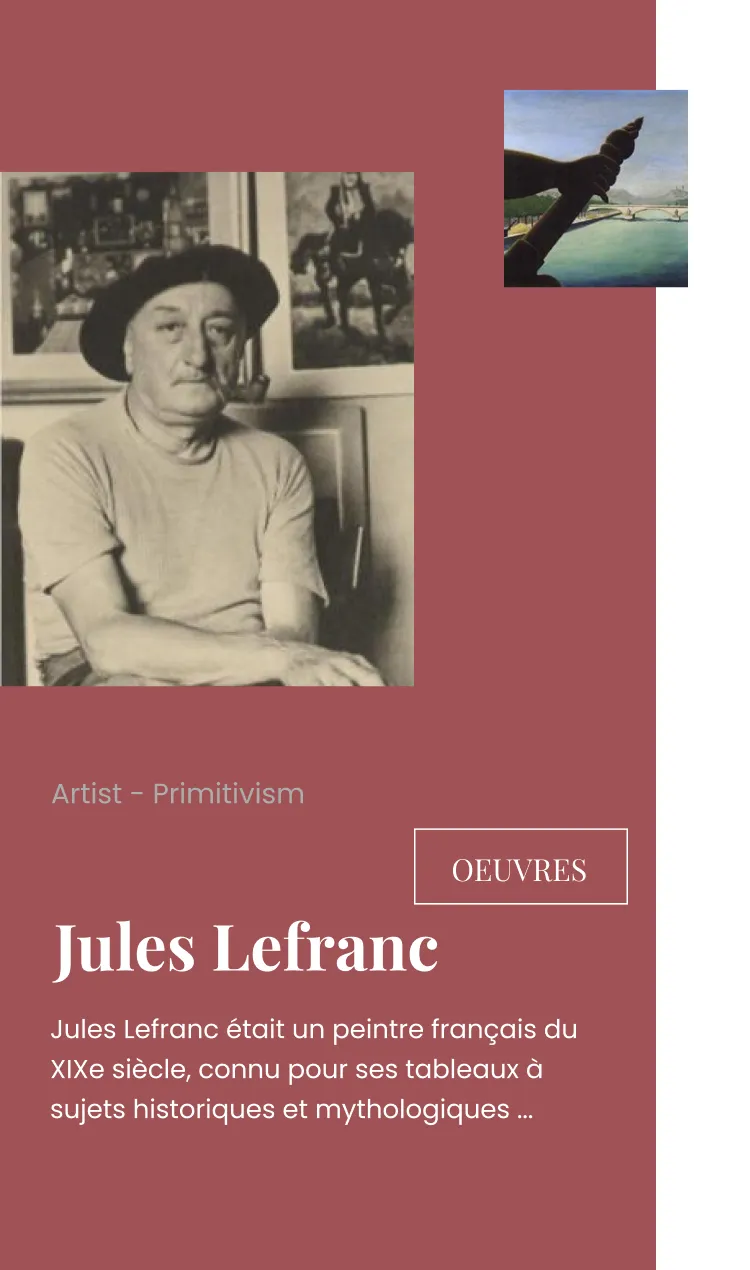 Artist - Primitivism
OEUVRES
Jules Lefranc
Jules Lefranc était un peintre français du
XIXe siècle, connu pour ses tableaux à
sujets historiques et mythologiques ...